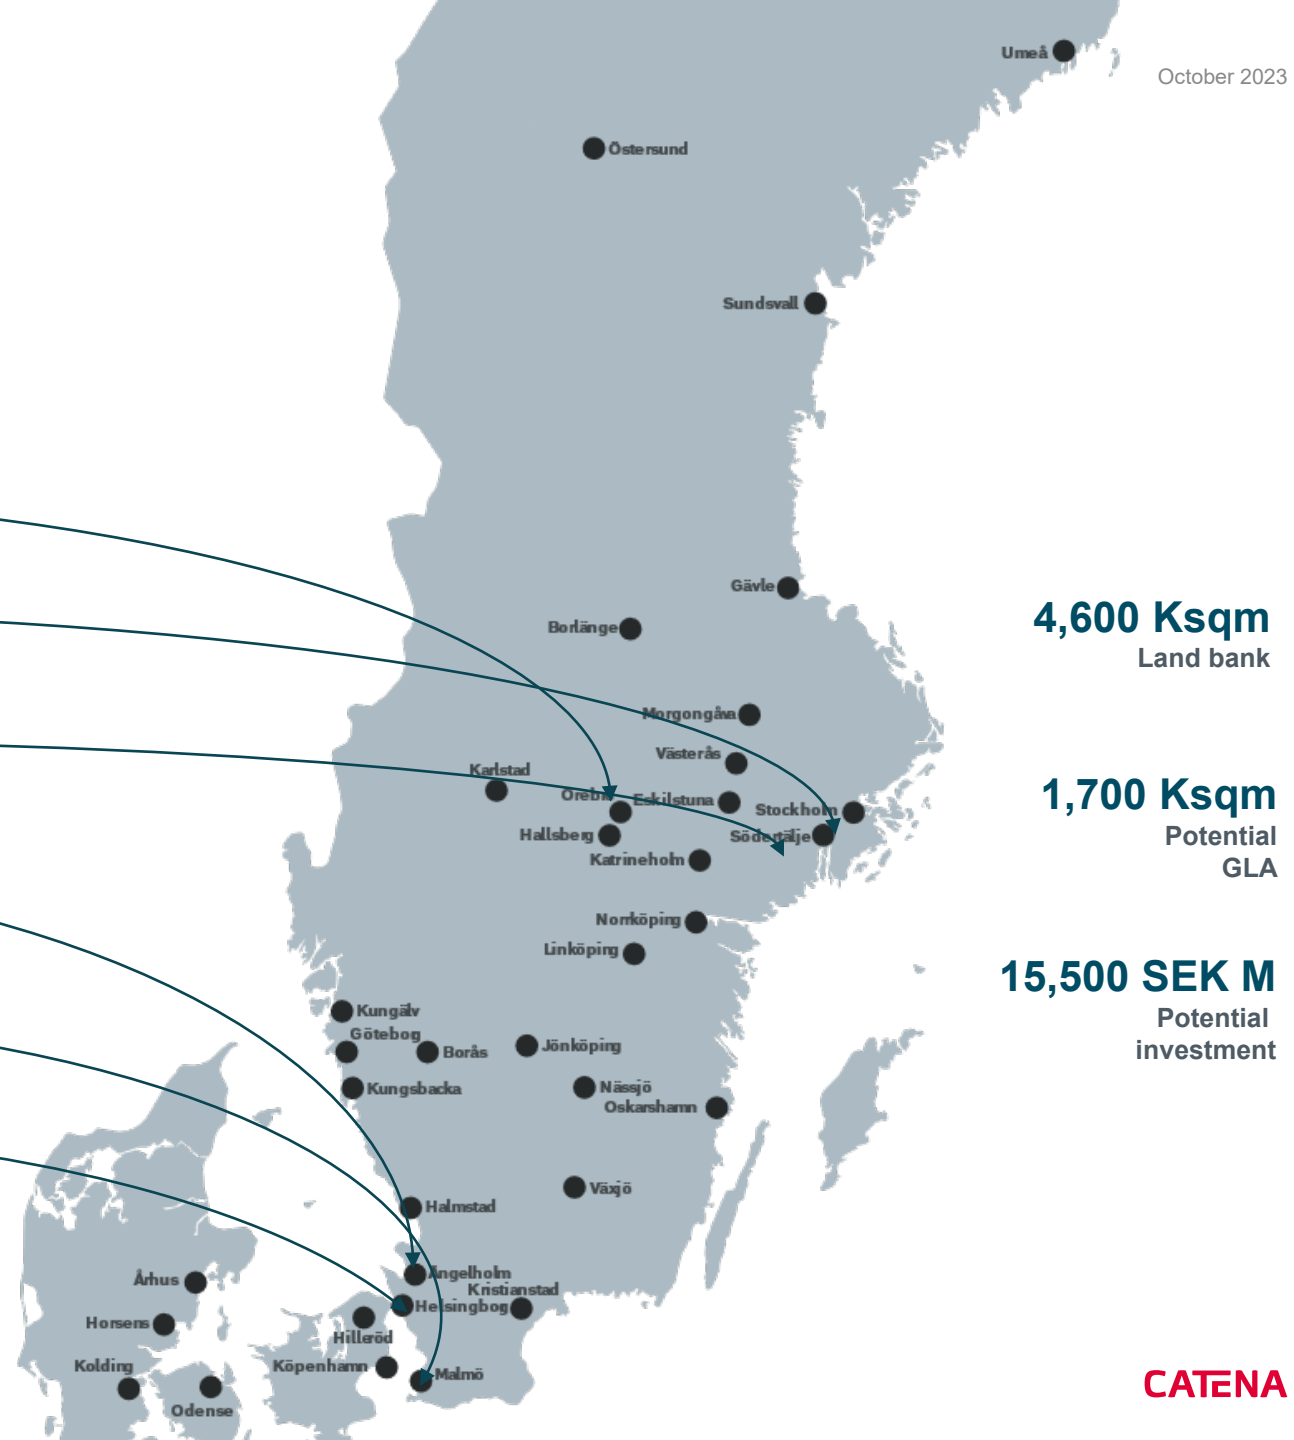 Umeå
October 2023
Östersund
Sundsvall
Gävle
Borlänge
4,600 Ksqm
Land bank
Morgongåva
Västerås
Karlstad
Eskilstuna
Stockholm
1,700 Ksqm
Potential
GLA
Hallsberg
Södertälje
Katrineholm
Norrköping
Linköping
15,500 SEK M
Potential
investment
Kungälv
Göteborg
Borås
Jönköping
Kungsbacka
Nässjö
Oskarshamn
Växjö
Halmstad
Århus
Ängelholm
Kristianstad
Helsingborg
Horsens
Hilleröd
Kolding
Köpenhamn
Malmö
Odense
CATENA